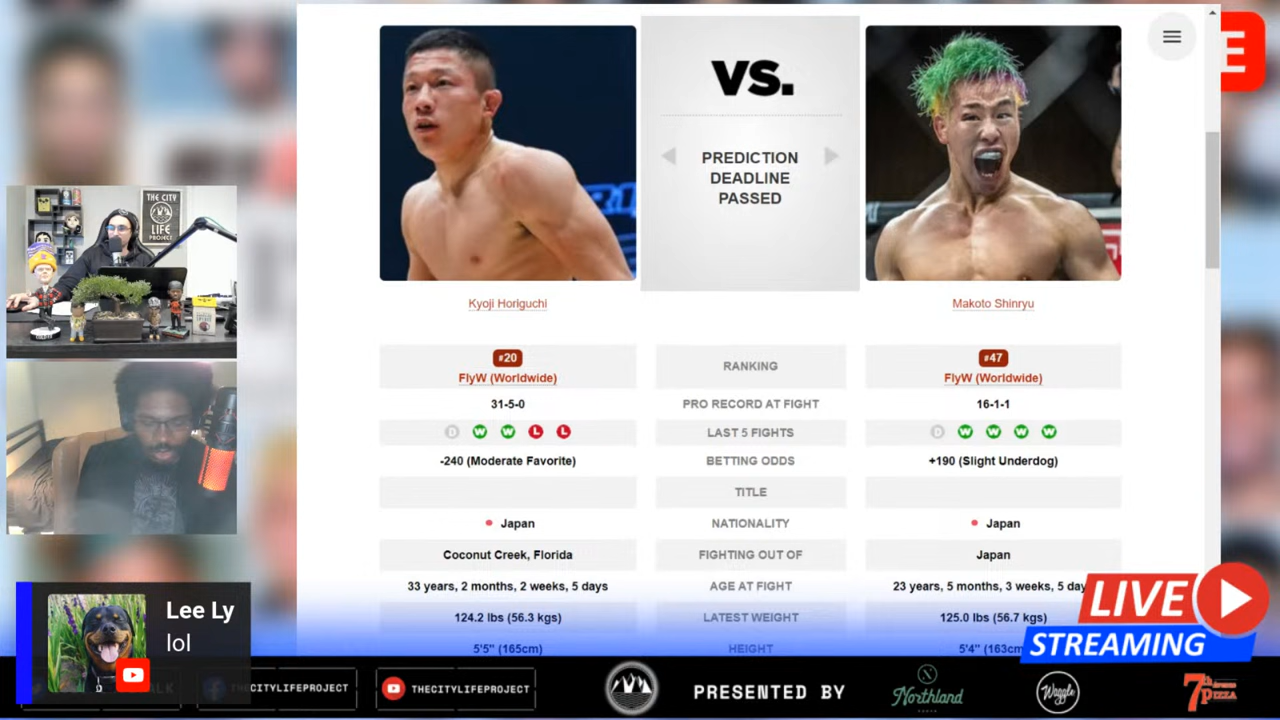 VS.
PREDICTION
DEADLINE
PASSED
Kyoji Horiguchi
Makoto Shinryu
#20
FlyW (Worldwide)
RANKING
#47
FlyW (Worldwide)
31-5-0
PRO RECORD AT FIGHT
16-1-1
D W W L L
LAST 5 FIGHTS
D W W W W
-240 (Moderate Favorite)
BETTING ODDS
+190 (Slight Underdog)
TITLE
Japan
NATIONALITY
Japan
Coconut Creek, Florida
FIGHTING OUT OF
Japan
33 years, 2 months, 2 weeks, 5 days
AGE AT FIGHT
23 years, 5 months, 3 weeks, 5 day
124.2 lbs (56.3 kgs)
LATEST WEIGHT
125.0 lbs (56.7 kgs)
5'5" (165cm)
HEIGHT
5'4" (163cm
E
THE CITY
LIFE
PROJECT
Lee Ly
lol
LIVE
STREAMING
ALK
THECITYLIFEPROJECT
THECITYLIFEPROJECT
PRESENTED BY
Northland
Waggle
7th
PIZZA